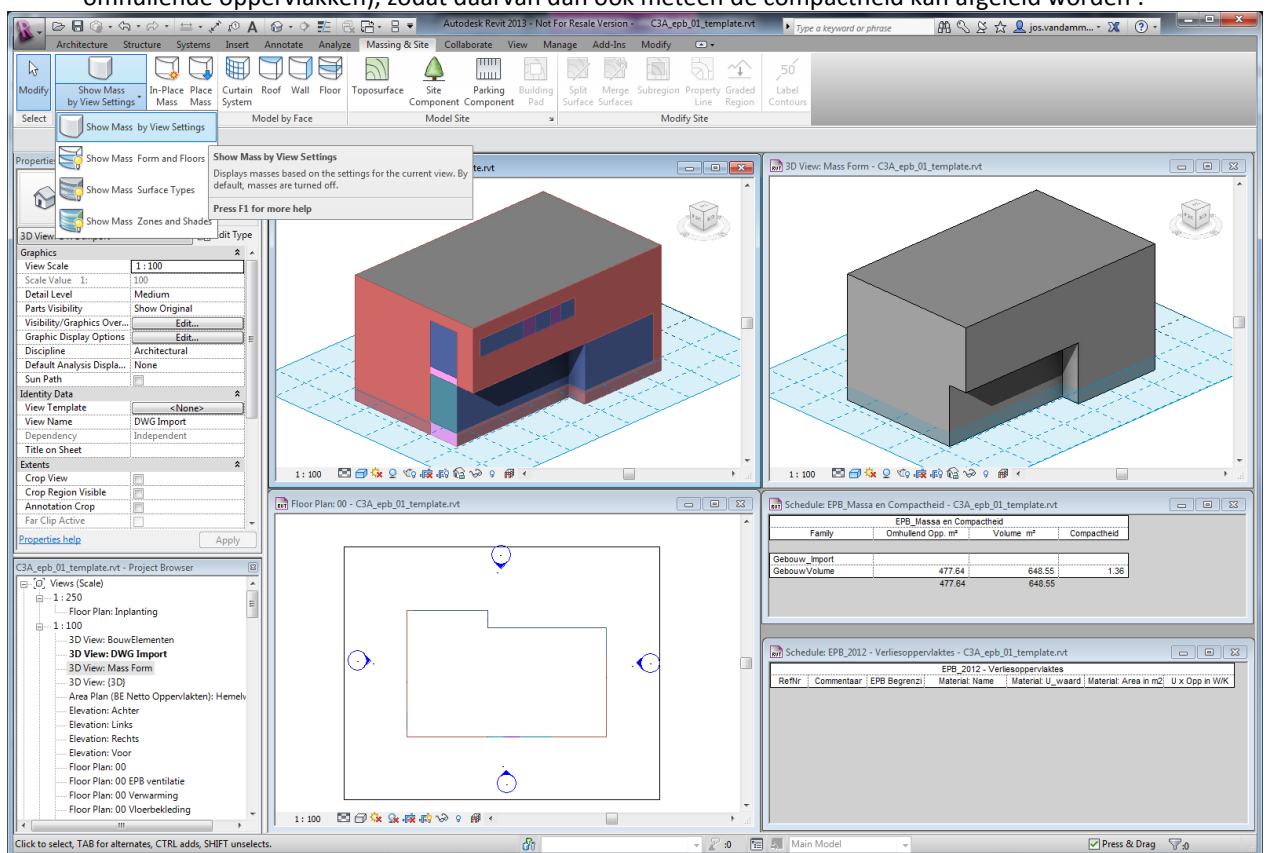 omhullende oppervlakken), zodat daarvan dan ook meteen de compactheid kan afgeleid worden .
Autodesk Revit 2013 - Not For Resale Version - C3A_epb_01_template.rvt
Type a keyword or phrase
jos.vandamm...
Architecture Structure Systems Insert Annotate Analyze Massing & Site Collaborate View Manage Add-Ins Modify
Modify
Show Mass by View Settings
In-Place Mass
Place Mass
Curtain System
Roof
Wall
Floor
Toposurface
Site Component
Parking Component
Building Pad
Split Surface
Merge Surfaces
Subregion
Property Line
Graded Region
50
Label Contours
Select
Model by Face
Model Site
Modify Site
Show Mass by View Settings
Show Mass Form and Floors
Show Mass Surface Types
Show Mass Zones and Shades
Show Mass by View Settings
Displays masses based on the settings for the current view. By
default, masses are turned off.
Press F1 for more help
Properties
3D View:
dit Type
Graphics
View Scale 1 : 100
Scale Value 1: 100
Detail Level Medium
Parts Visibility Show Original
Visibility/Graphics Over... Edit...
Graphic Display Options Edit...
Discipline Architectural
Default Analysis Displa... None
Sun Path
Identity Data
View Template <None>
View Name DWG Import
Dependency Independent
Title on Sheet
Extents
Crop View
Crop Region Visible
Annotation Crop
Far Clip Active
Properties help Apply
C3A_epb_01_template.rvt - Project Browser
Views (Scale)
1 : 250
Floor Plan: Inplanting
1 : 100
3D View: BouwElementen
3D View: DWG Import
3D View: Mass Form
3D View: {3D}
Area Plan (BE Netto Oppervlakten): Hemelw
Elevation: Achter
Elevation: Links
Elevation: Rechts
Elevation: Voor
Floor Plan: 00
Floor Plan: 00 EPB ventilatie
Floor Plan: 00 Verwarming
Floor Plan: 00 Vloerbekleding
te.rvt
1 : 100
3D View: Mass Form - C3A_epb_01_template.rvt
1 : 100
Floor Plan: 00 - C3A_epb_01_template.rvt
1 : 100
Schedule: EPB_Massa en Compactheid - C3A_epb_01_template.rvt
EPB_Massa en Compactheid
Family Omhullend Opp. m² Volume m³ Compactheid
Gebouw_Import
GebouwVolume 477.64 648.55 1.36
477.64 648.55
Schedule: EPB_2012 - Verliesoppervlaktes - C3A_epb_01_template.rvt
EPB_2012 - Verliesoppervlaktes
RefNr Commentaar EPB Begrenzi Material: Name Material: U_waard Material: Area in m2 U x Opp in W/K
Click to select, TAB for alternates, CTRL adds, SHIFT unselects.
:0
Main Model
Press & Drag
:0